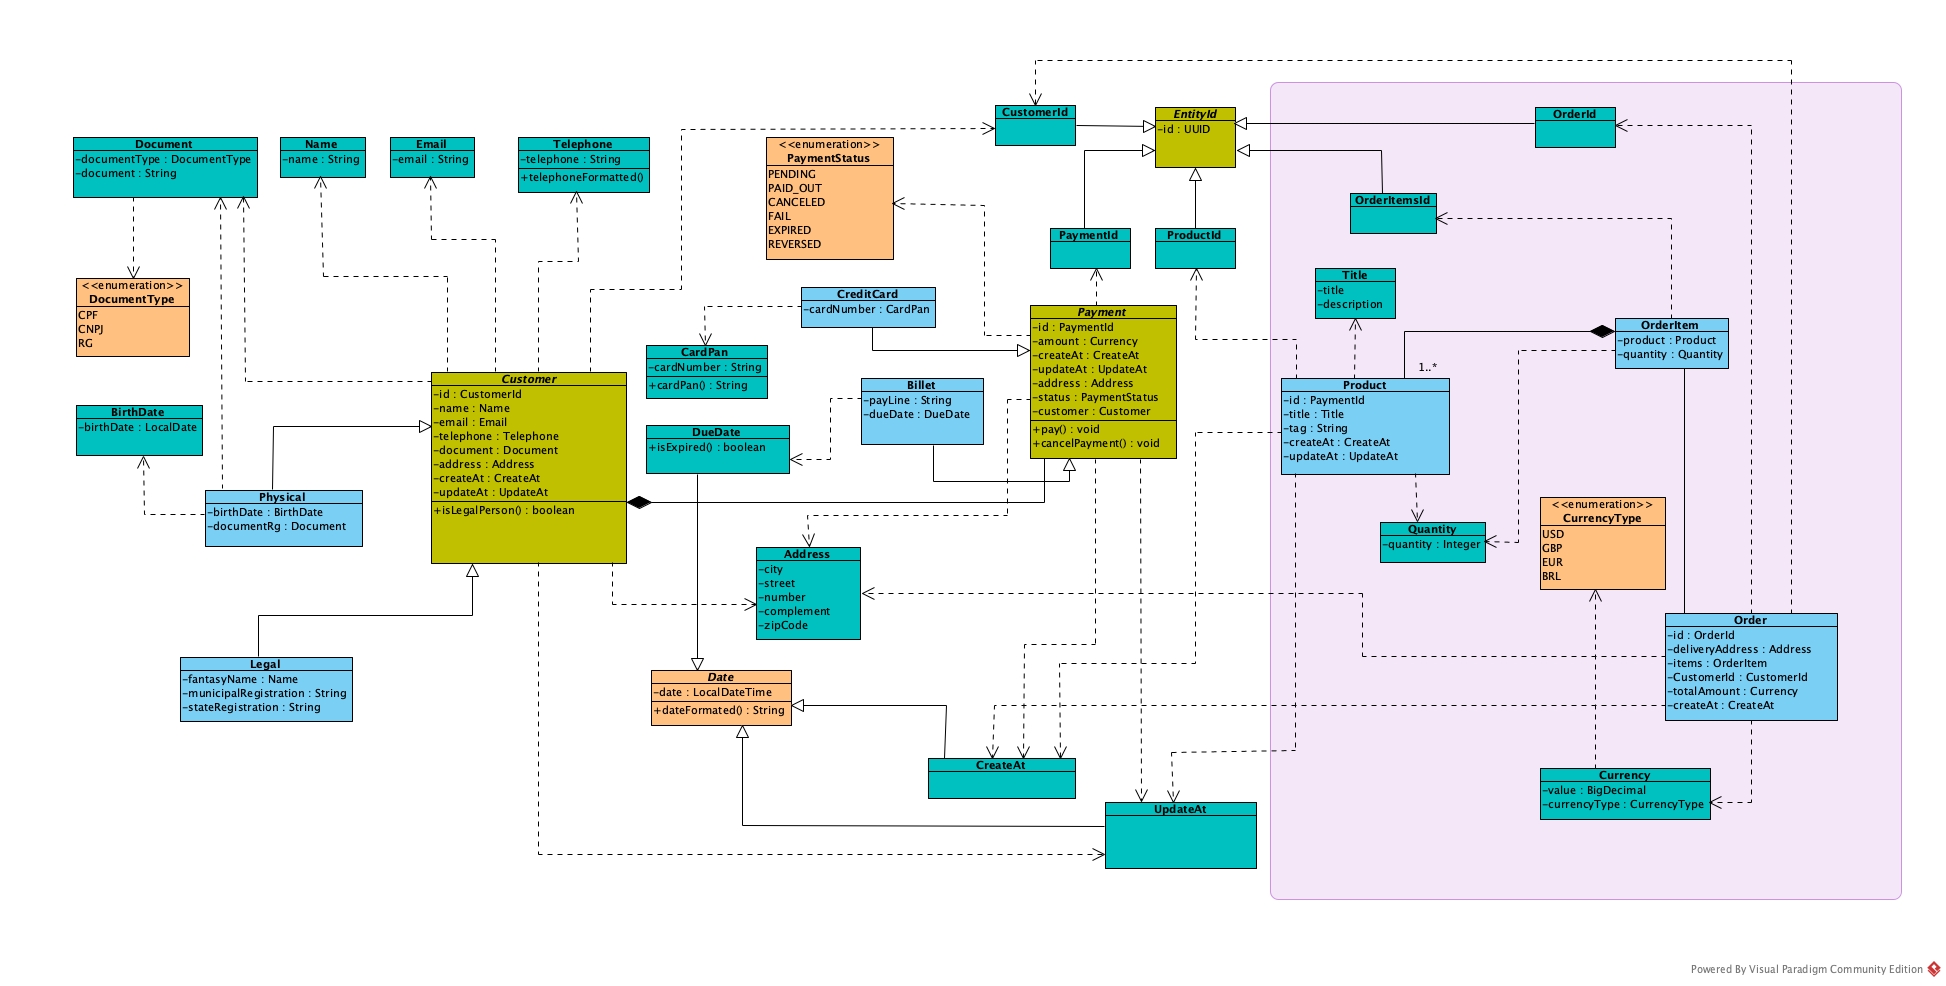 CustomerId
EntityId
-id : UUID
OrderId
Document
-documentType : DocumentType
-document : String
Name
-name : String
Email
-email : String
Telephone
-telephone : String
+telephoneFormatted()
<<enumeration>>
PaymentStatus
PENDING
PAID_OUT
CANCELED
FAIL
EXPIRED
REVERSED
OrderItemsId
PaymentId
ProductId
<<enumeration>>
DocumentType
CPF
CNPJ
RG
Title
-title
-description
CreditCard
-cardNumber : CardPan
Payment
-id : PaymentId
-amount : Currency
-createAt : CreateAt
-updateAt : UpdateAt
-address : Address
-status : PaymentStatus
-customer : Customer
+pay() : void
+cancelPayment() : void
OrderItem
-product : Product
-quantity : Quantity
1..*
CardPan
-cardNumber : String
+cardPan() : String
Customer
-id : CustomerId
-name : Name
-email : Email
-telephone : Telephone
-document : Document
-address : Address
-createAt : CreateAt
-updateAt : UpdateAt
+isLegalPerson() : boolean
Billet
-payLine : String
-dueDate : DueDate
Product
-id : PaymentId
-title : Title
-tag : String
-createAt : CreateAt
-updateAt : UpdateAt
BirthDate
-birthDate : LocalDate
DueDate
+isExpired() : boolean
Physical
-birthDate : BirthDate
-documentRg : Document
<<enumeration>>
CurrencyType
USD
GBP
EUR
BRL
Quantity
-quantity : Integer
Address
-city
-street
-number
-complement
-zipCode
Order
-id : OrderId
-deliveryAddress : Address
-items : OrderItem
-CustomerId : CustomerId
-totalAmount : Currency
-createAt : CreateAt
Legal
-fantasyName : Name
-municipalRegistration : String
-stateRegistration : String
Date
-date : LocalDateTime
+dateFormated() : String
CreateAt
Currency
-value : BigDecimal
-currencyType : CurrencyType
UpdateAt
Powered By Visual Paradigm Community Edition